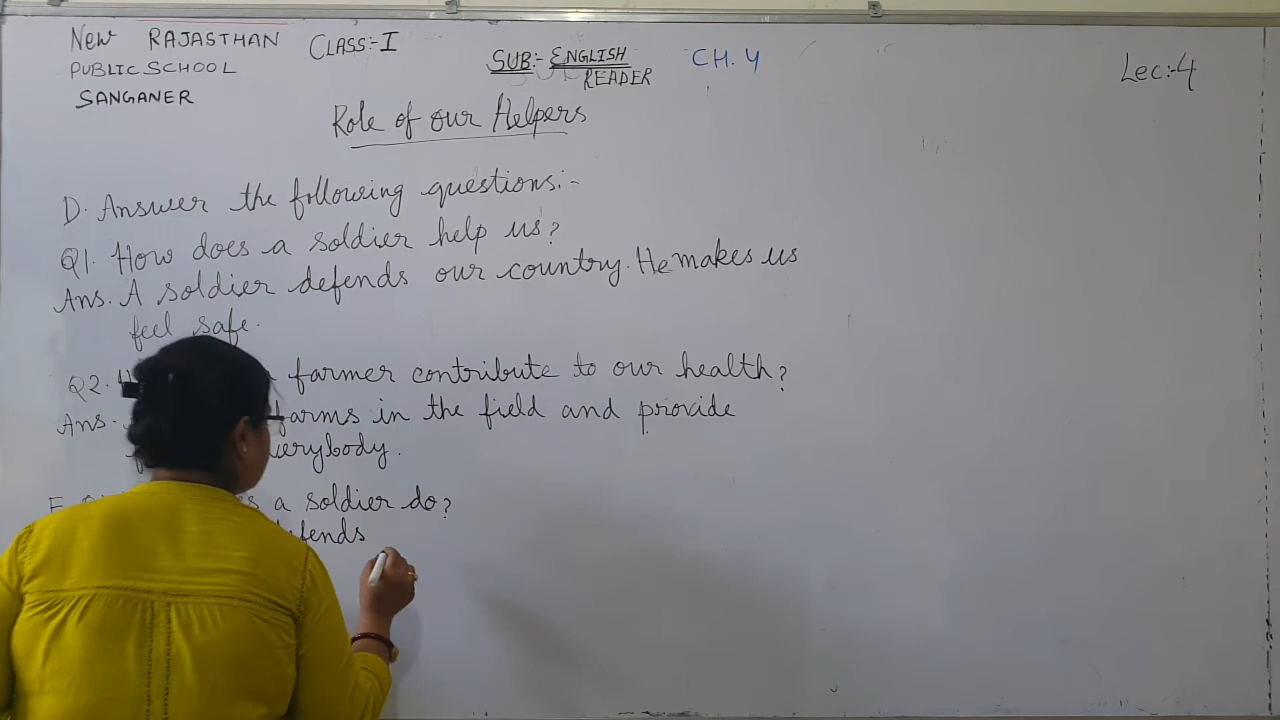 New RAJASTHAN
PUBLIC SCHOOL
SANGANER
CLASS:- I
SUB:- ENGLISH
READER
CH. 4
Lec:-4
Role of our Helpers
D. Answer the following questions:-
Q1. How does a soldier help us?
Ans. A soldier defends our country. He makes us
feel safe.
Q2. farmer contribute to our health?
Ans. farms in the field and provide
everybody.
a soldier do?
defends